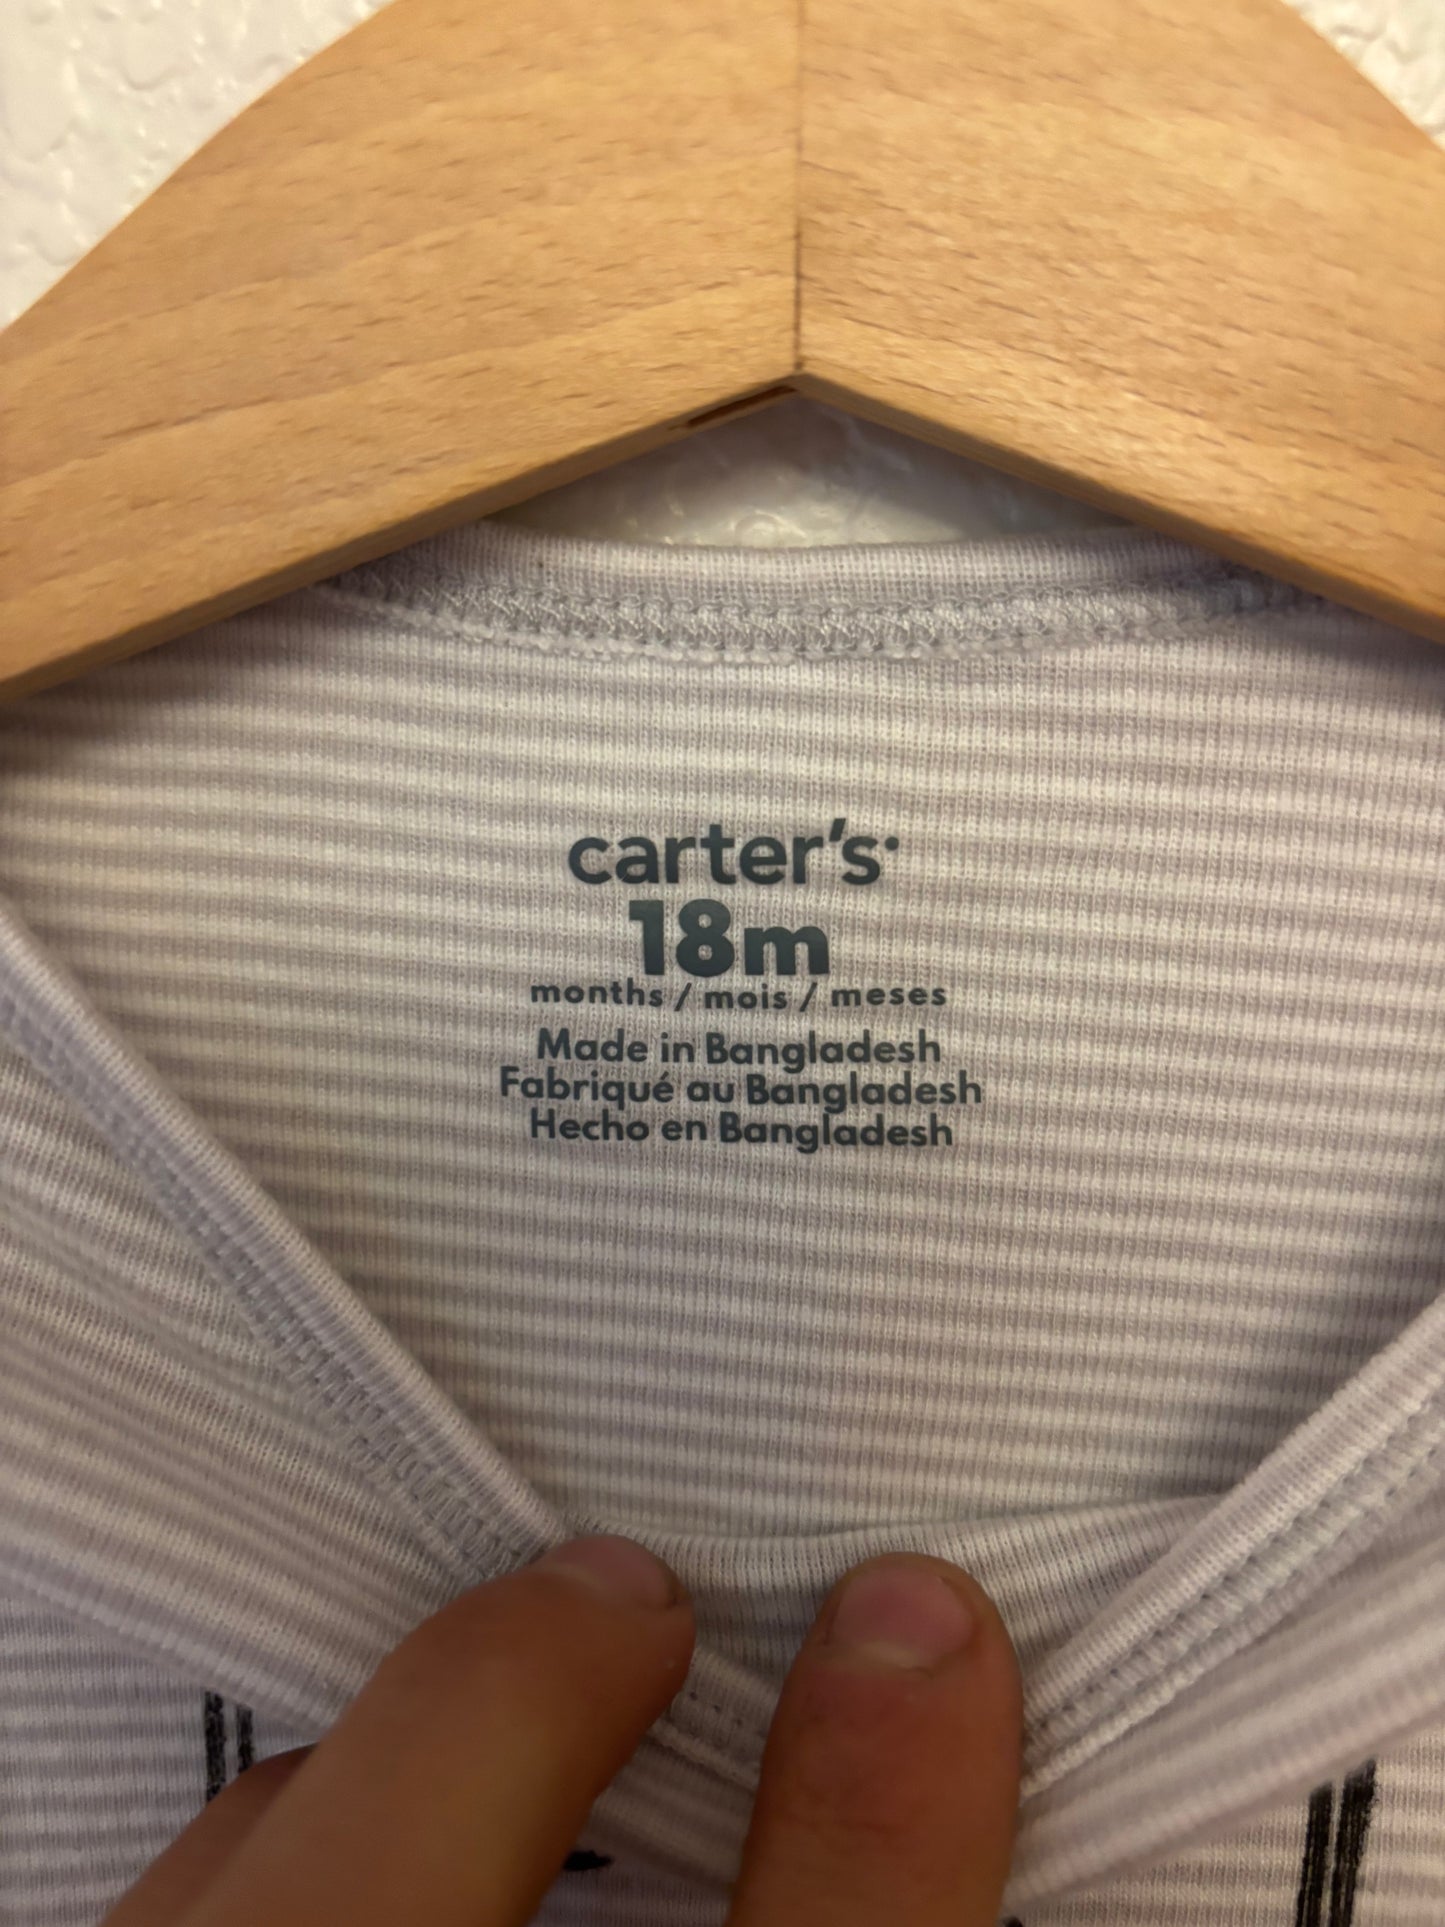 carter's
18m
months / mois / meses
Made in Bangladesh
Fabriqué au Bangladesh
Hecho en Bangladesh